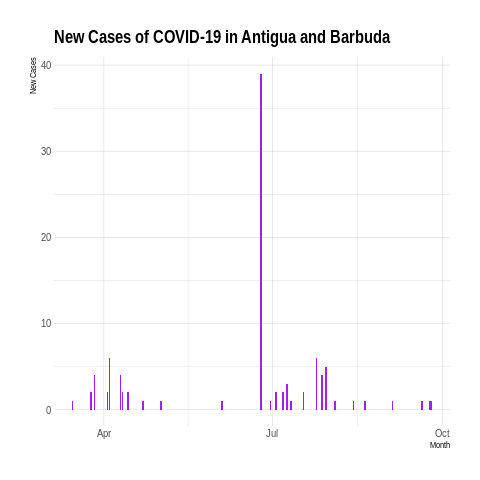 New Cases of COVID-19 in Antigua and Barbuda
New Cases
40
30
20
10
0
Apr
Jul
Oct
Month